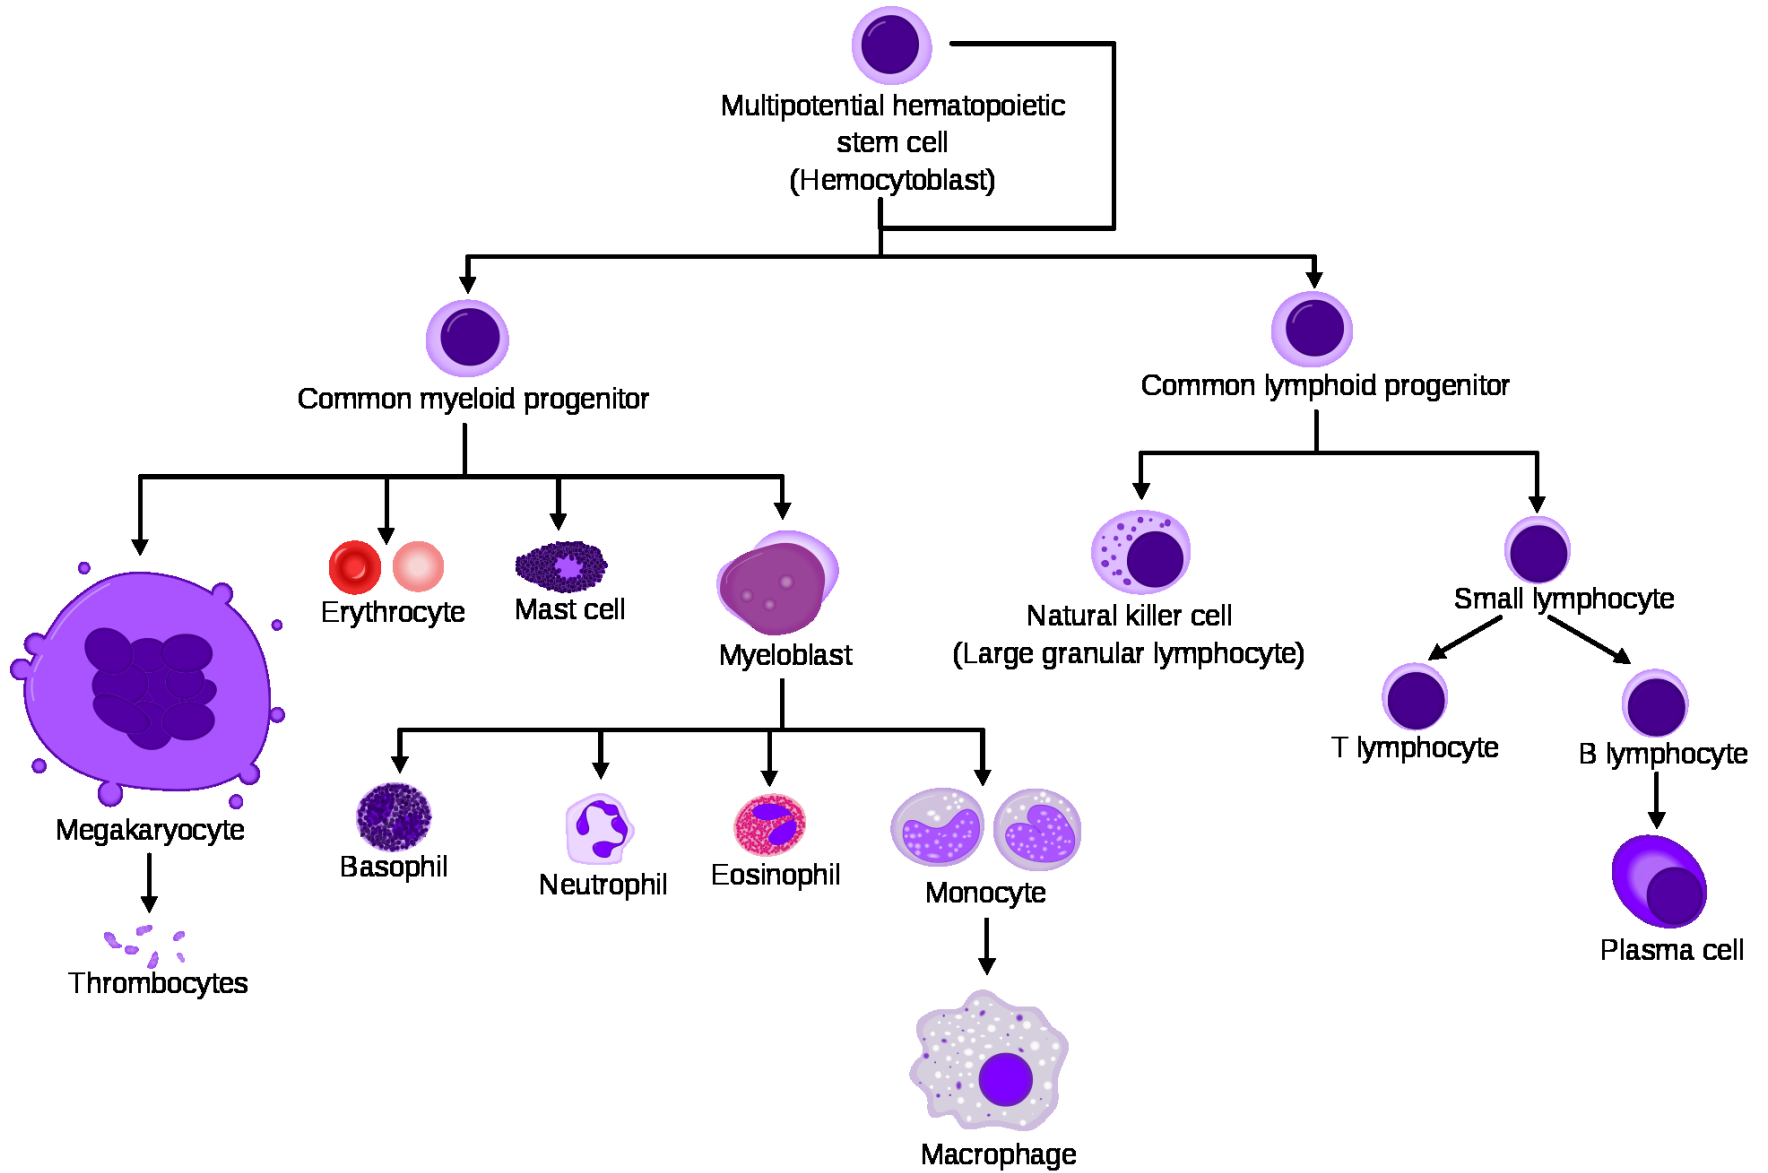 Multipotential hematopoietic
stem cell
(Hemocytoblast)
Common myeloid progenitor
Common lymphoid progenitor
Erythrocyte
Mast cell
Myeloblast
Natural killer cell
(Large granular lymphocyte)
Small lymphocyte
T lymphocyte
B lymphocyte
Megakaryocyte
Basophil
Neutrophil
Eosinophil
Monocyte
Plasma cell
Thrombocytes
Macrophage